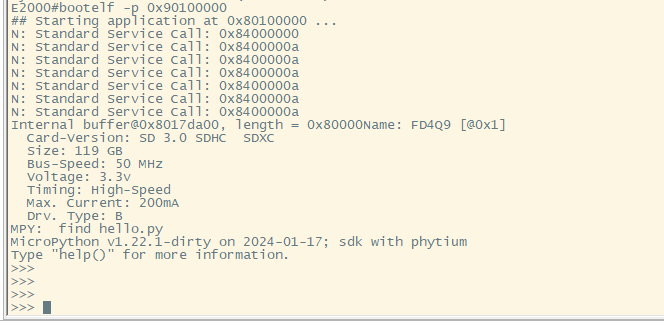 E2000#bootelf -p 0x90100000
## Starting application at 0x80100000 ...
N: Standard Service Call: 0x84000000
N: Standard Service Call: 0x8400000a
N: Standard Service Call: 0x8400000a
N: Standard Service Call: 0x8400000a
N: Standard Service Call: 0x8400000a
N: Standard Service Call: 0x8400000a
N: Standard Service Call: 0x8400000a
Internal buffer@0x8017da00, length = 0x80000Name: FD4Q9 [@0x1]
  Card-Version: SD 3.0 SDHC  SDXC
  Size: 119 GB
  Bus-Speed: 50 MHz
  Voltage: 3.3v
  Timing: High-Speed
  Max. Current: 200mA
  Drv. Type: B
MPY:  find hello.py
MicroPython v1.22.1-dirty on 2024-01-17; sdk with phytium
Type "help()" for more information.
>>>
>>>
>>>
>>>